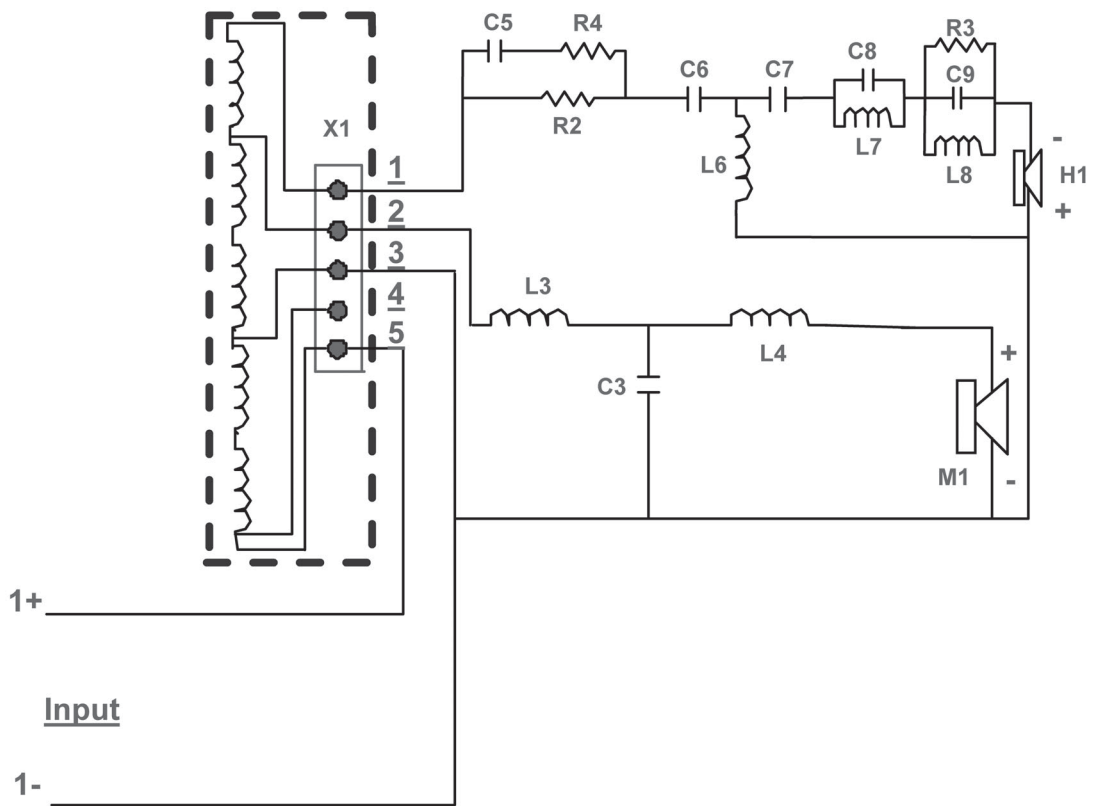 C5 R4 R3
C8
C6 C7 C9
X1 R2
L7
1 L6 L8 H1
-
+
2
3
L3
4
5
L4 +
C3
M1 -
1+
Input
1-